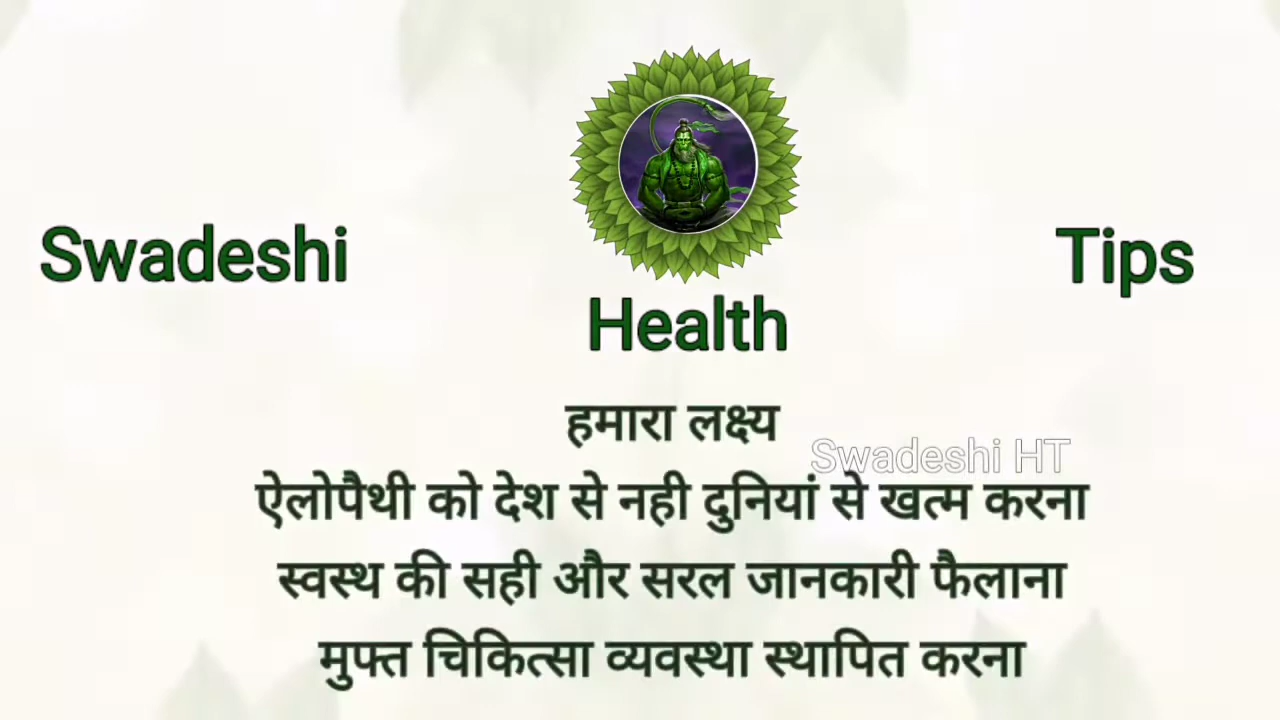 Swadeshi
Tips
Health
हमारा लक्ष्य
Swadeshi HT
ऐलोपैथी को देश से नही दुनियां से खत्म करना
स्वस्थ की सही और सरल जानकारी फैलाना
मुफ्त चिकित्सा व्यवस्था स्थापित करना